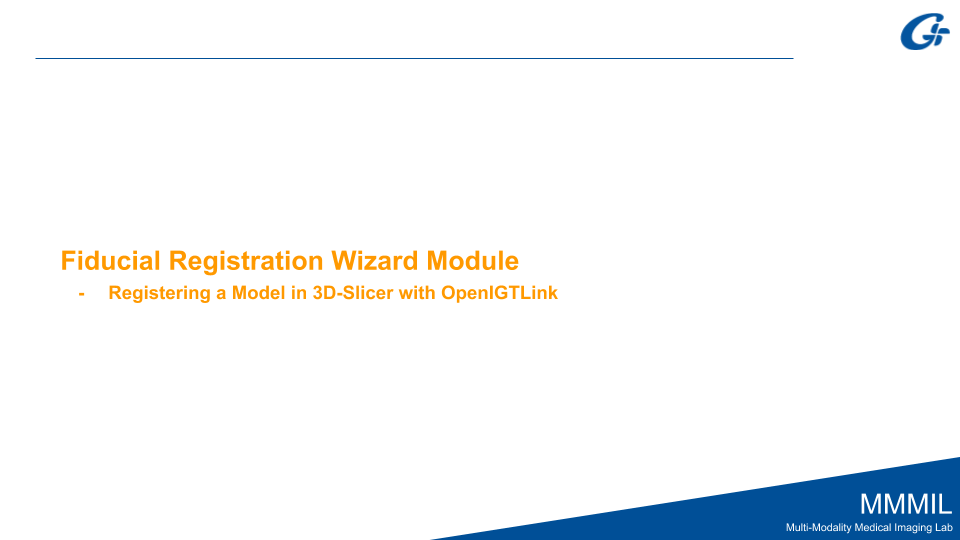 Fiducial Registration Wizard Module
- Registering a Model in 3D-Slicer with OpenIGTLink
MMMIL
Multi-Modality Medical Imaging Lab